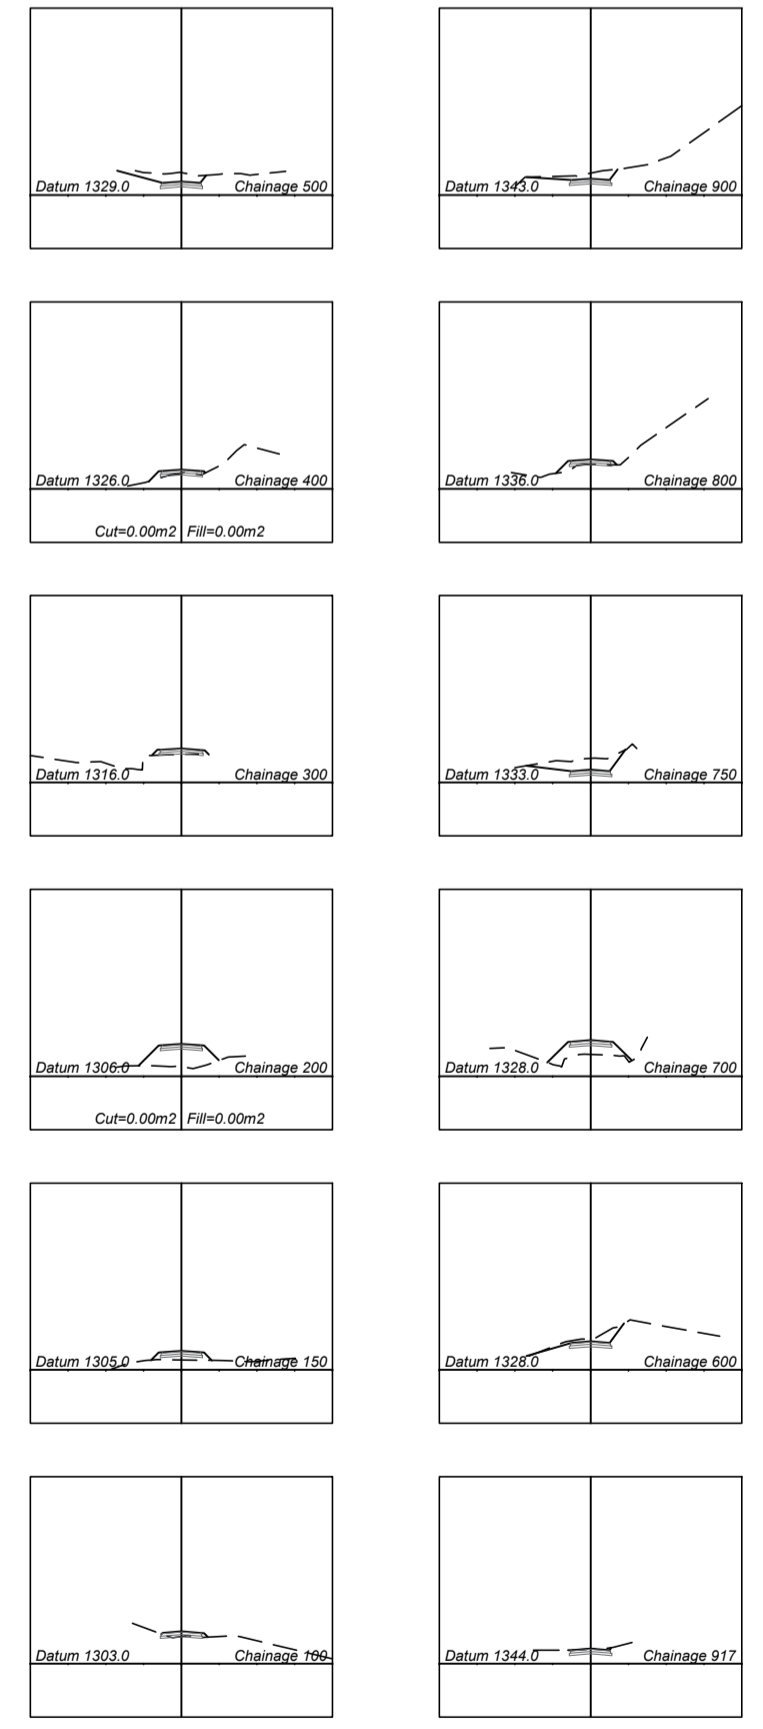 Datum 1329.0 Chainage 500
Datum 1343.0 Chainage 900
Datum 1326.0 Chainage 400
Cut=0.00m2 Fill=0.00m2
Datum 1336.0 Chainage 800
Datum 1316.0 Chainage 300
Datum 1333.0 Chainage 750
Datum 1306.0 Chainage 200
Cut=0.00m2 Fill=0.00m2
Datum 1328.0 Chainage 700
Datum 1305.0 Chainage 150
Datum 1328.0 Chainage 600
Datum 1303.0 Chainage 100
Datum 1344.0 Chainage 917